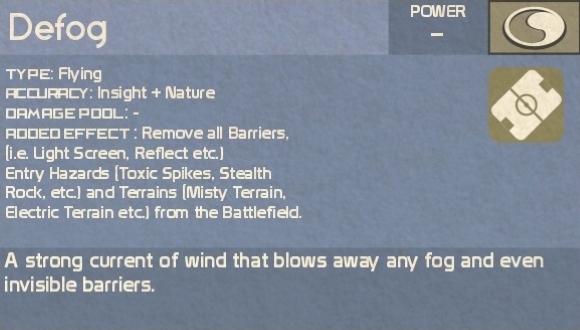 Defog
POWER
–
TYPE: Flying
ACCURACY: Insight + Nature
DAMAGE POOL: -
ADDED EFFECT : Remove all Barriers,
(i.e. Light Screen, Reflect etc.)
Entry Hazards (Toxic Spikes, Stealth
Rock, etc.) and Terrains (Misty Terrain,
Electric Terrain etc.) from the Battlefield.
A strong current of wind that blows away any fog and even
invisible barriers.